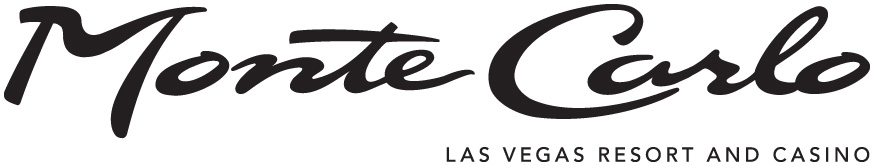 Monte Carlo
LAS VEGAS RESORT AND CASINO